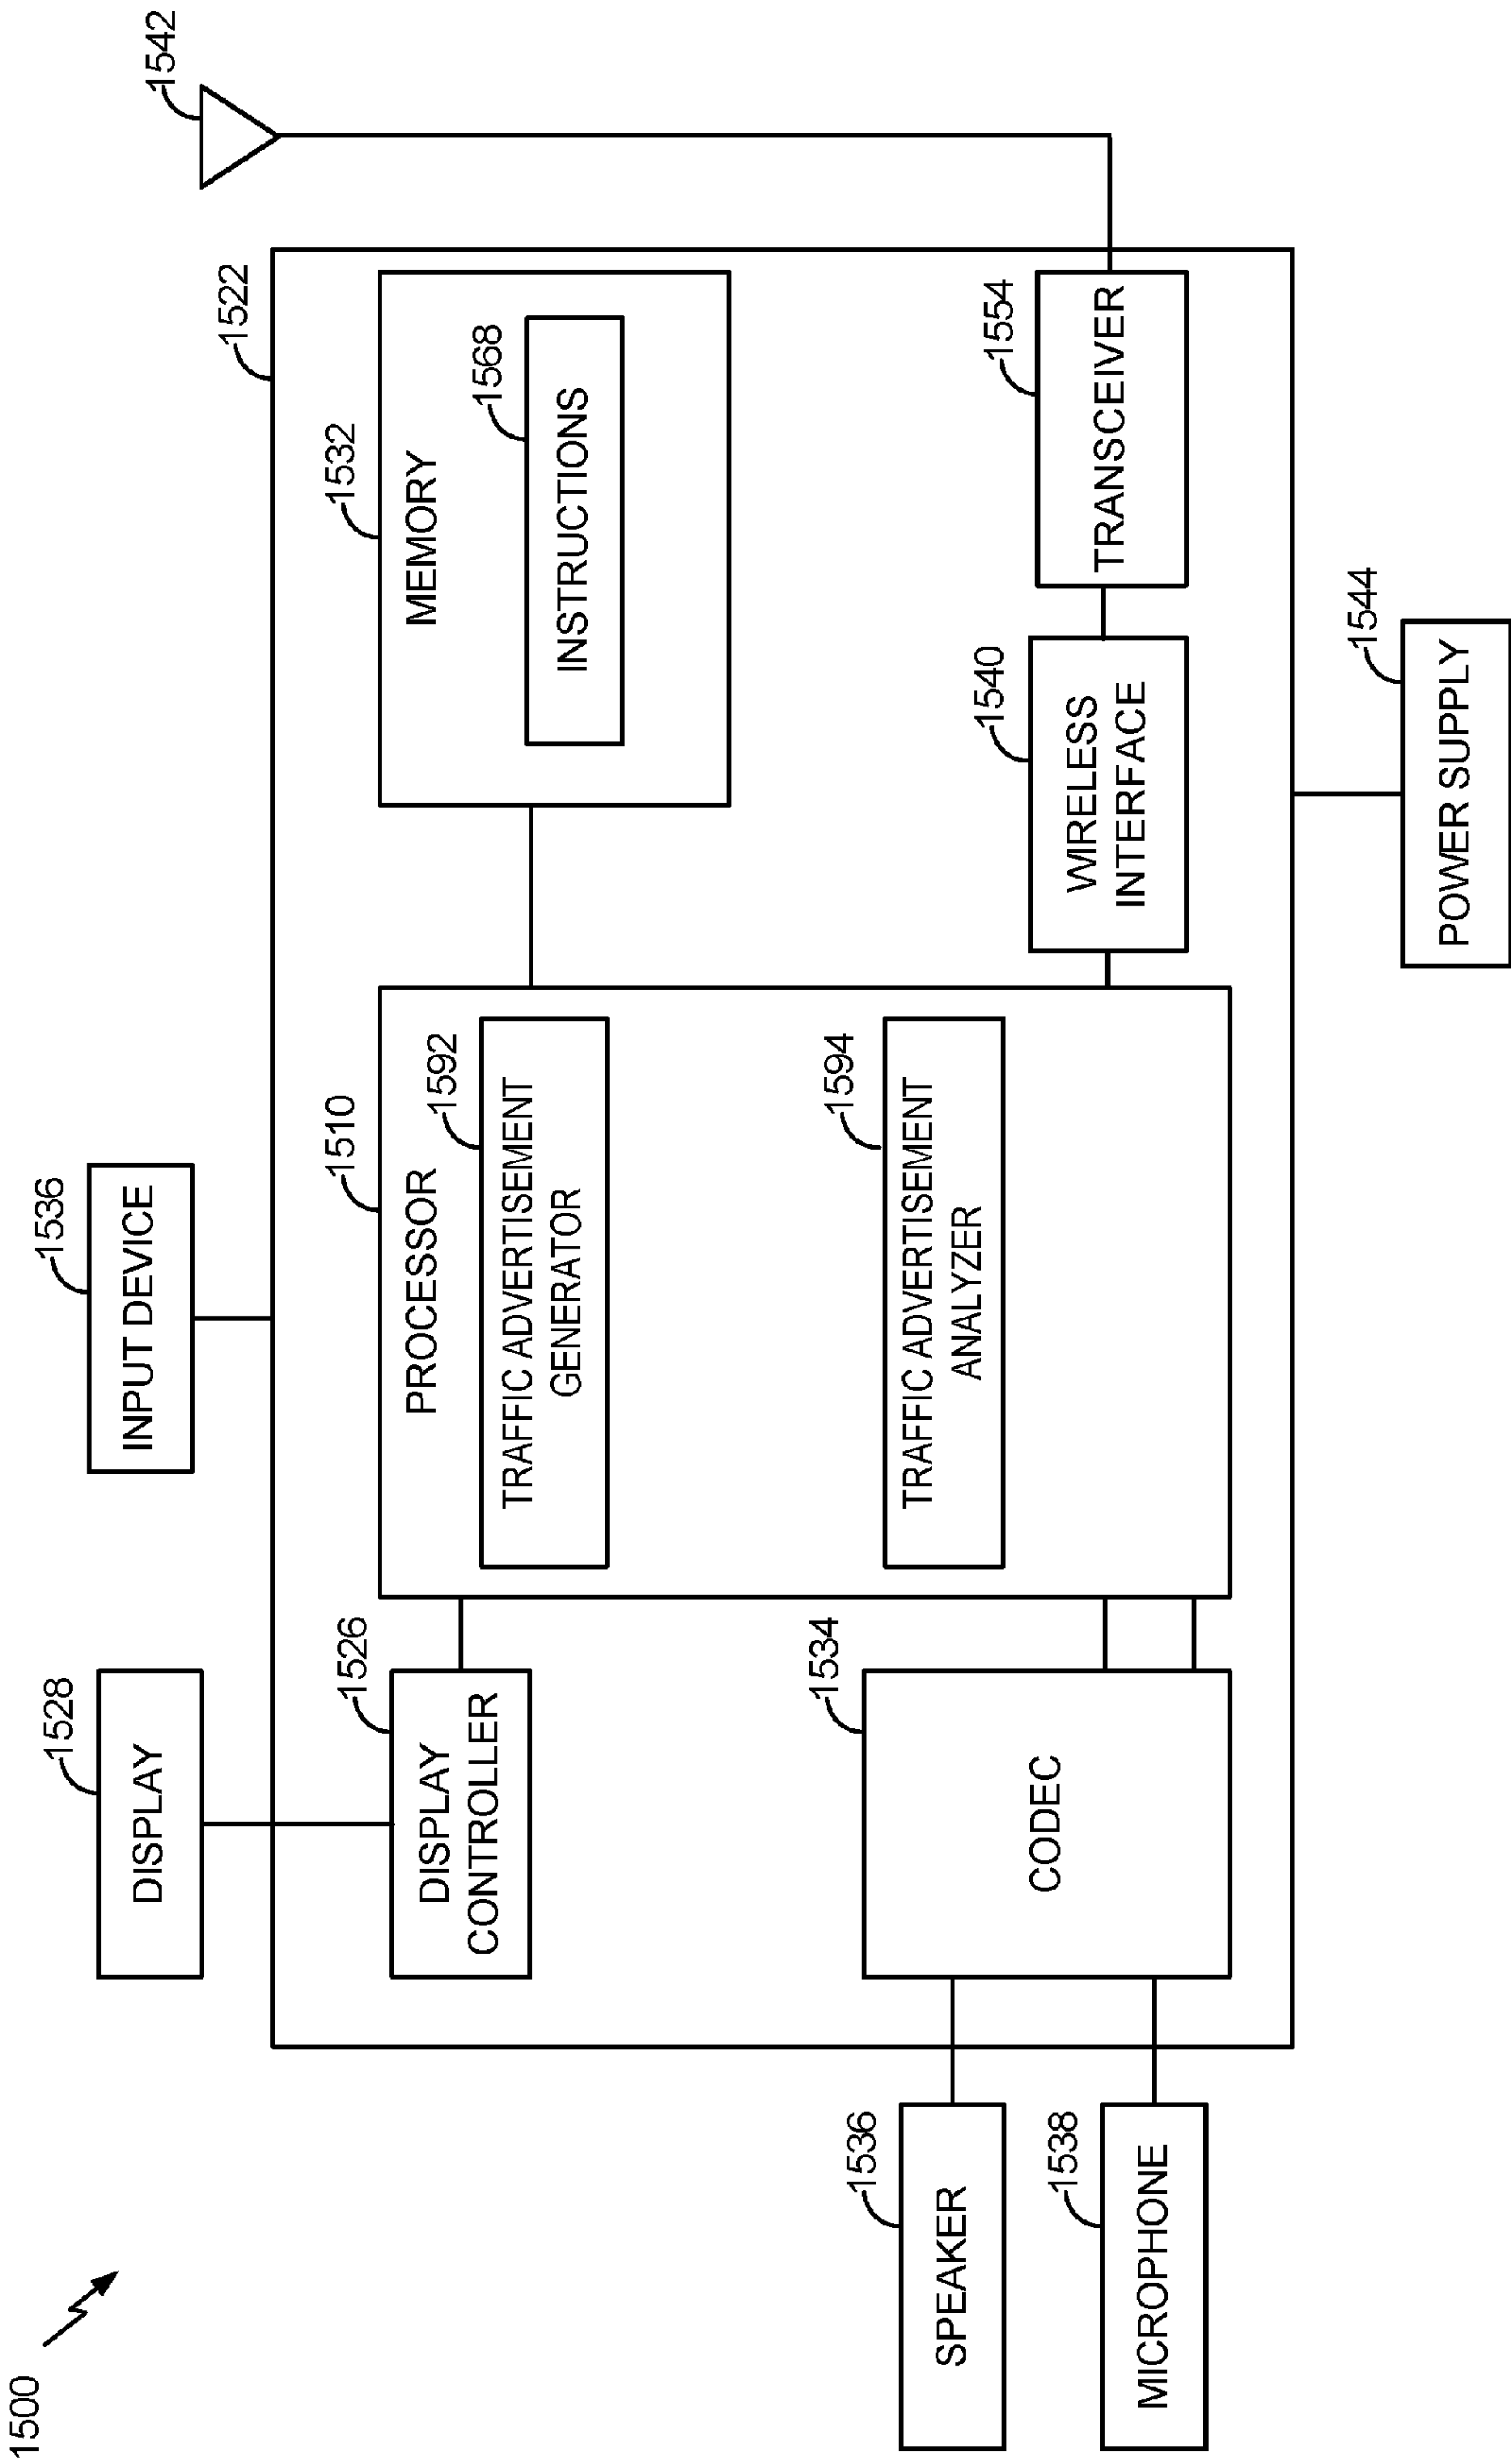 1500
1528
DISPLAY
1536
INPUT DEVICE
1542
1522
1526
DISPLAY
CONTROLLER
1510
PROCESSOR
1592
TRAFFIC ADVERTISEMENT
GENERATOR
1594
TRAFFIC ADVERTISEMENT
ANALYZER
1532
MEMORY
1568
INSTRUCTIONS
1536
SPEAKER
1538
MICROPHONE
1534
CODEC
1540
WIRELESS
INTERFACE
1554
TRANSCEIVER
1544
POWER SUPPLY